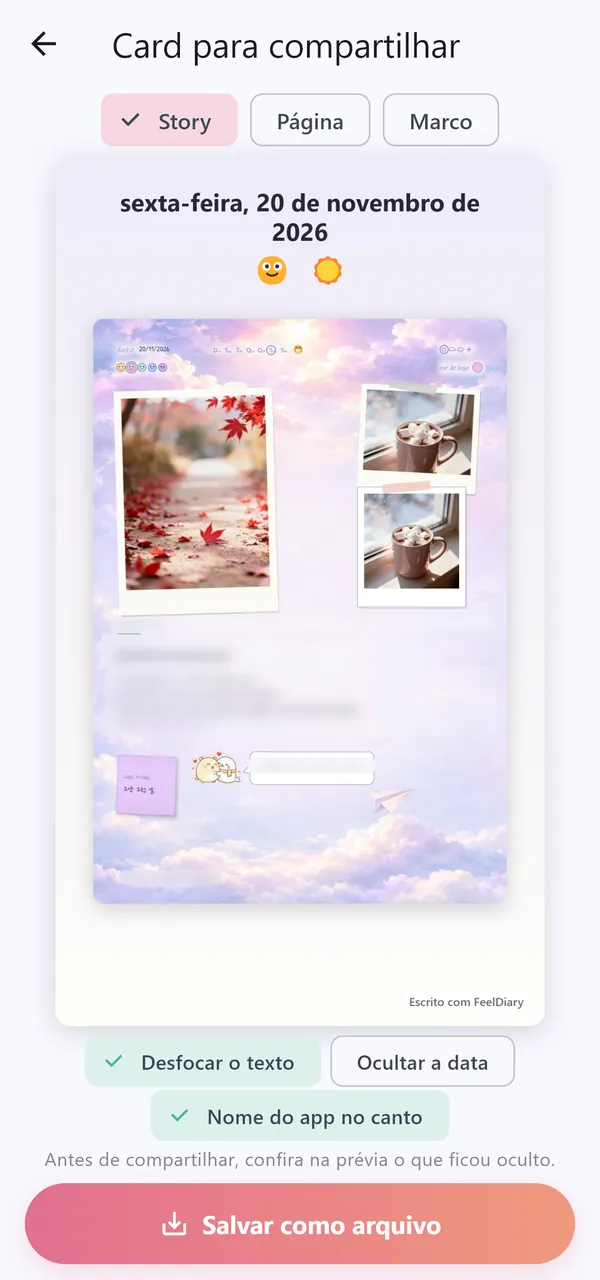 Card para compartilhar
Story
Página
Marco
sexta-feira, 20 de novembro de
2026
data 20/11/2026
Escrito com FeelDiary
Desfocar o texto
Ocultar a data
Nome do app no canto
Antes de compartilhar, confira na prévia o que ficou oculto.
Salvar como arquivo